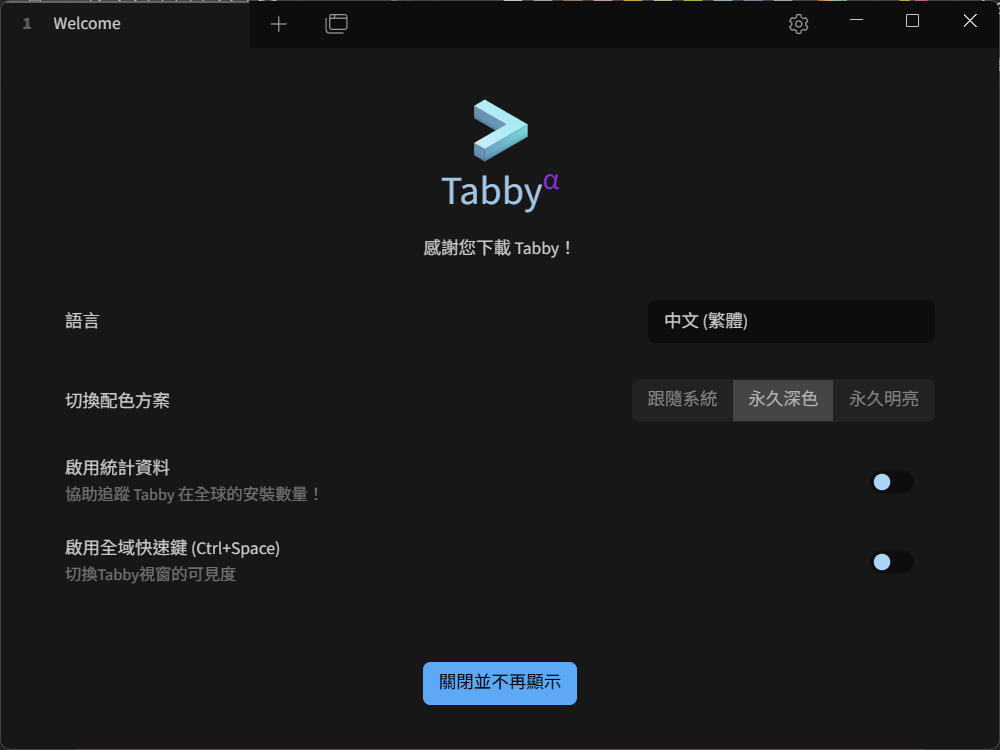 1 Welcome
Tabbyα
感謝您下載 Tabby！
語言
中文 (繁體)
切換配色方案
跟隨系統 永久深色 永久明亮
啟用統計資料
協助追蹤 Tabby 在全球的安裝數量！
啟用全域快速鍵 (Ctrl+Space)
切換Tabby視窗的可見度
關閉並不再顯示